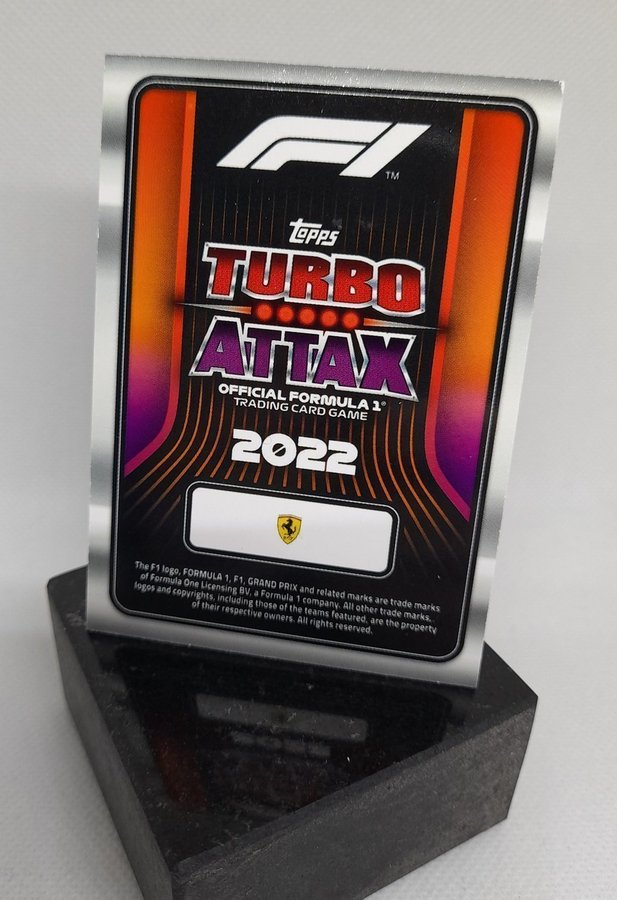 F1
TM
Topps
TURBO
ATTAX
OFFICIAL FORMULA 1®
TRADING CARD GAME
2022
The F1 logo, FORMULA 1, F1, GRAND PRIX and related marks are trade marks
of Formula One Licensing BV, a Formula 1 company. All other trade marks,
logos and copyrights, including those of the teams featured, are the property
of their respective owners. All rights reserved.